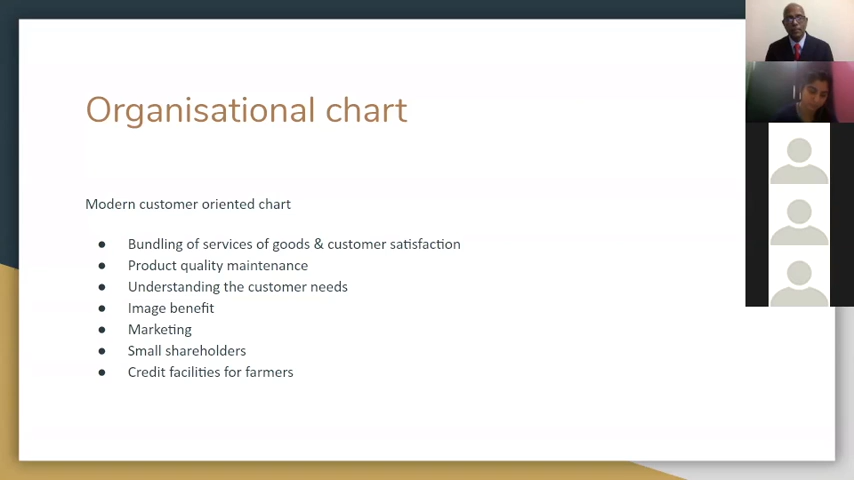 Organisational chart
Modern customer oriented chart
● Bundling of services of goods & customer satisfaction
● Product quality maintenance
● Understanding the customer needs
● Image benefit
● Marketing
● Small shareholders
● Credit facilities for farmers